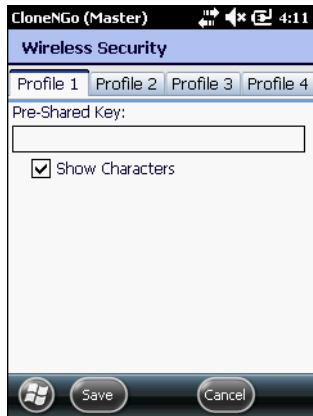 CloneNGo (Master) 4:11
Wireless Security
Profile 1 Profile 2 Profile 3 Profile 4
Pre-Shared Key:
Show Characters
Save Cancel